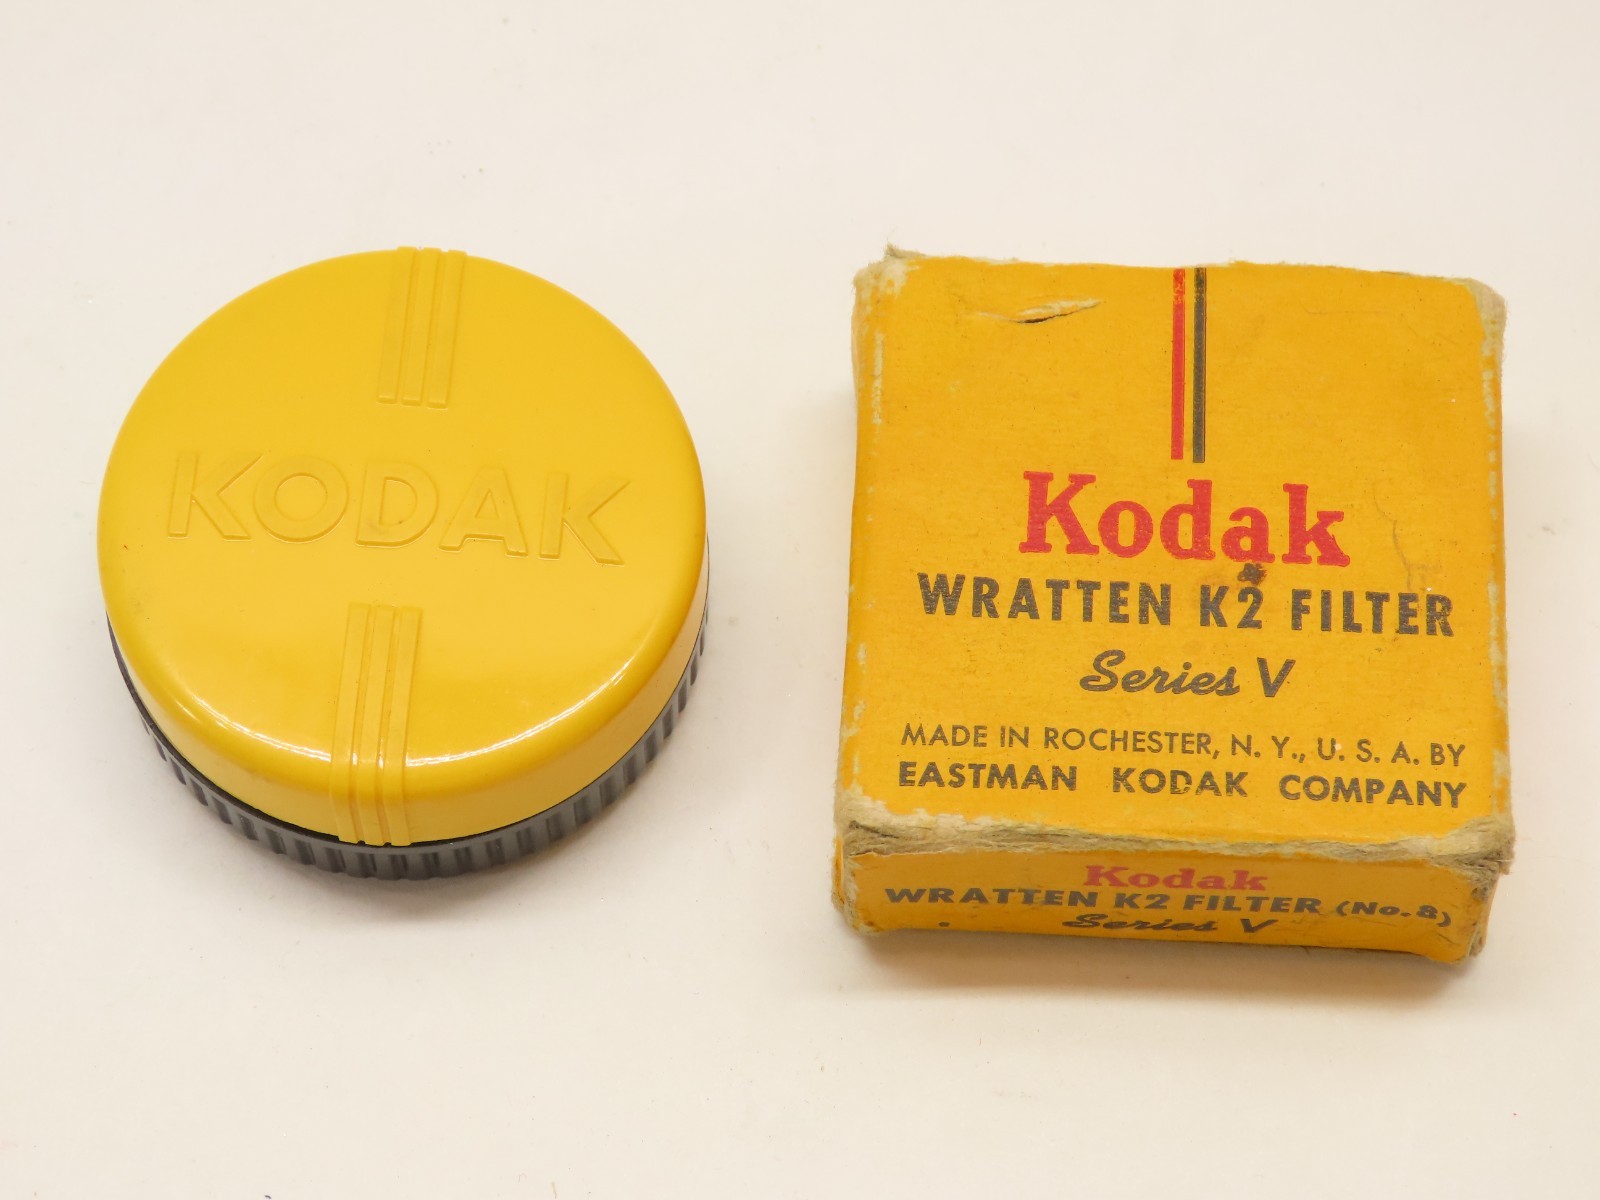 KODAK
Kodak
WRATTEN K2 FILTER
Series V
MADE IN ROCHESTER, N. Y., U. S. A. BY
EASTMAN KODAK COMPANY
Kodak
WRATTEN K2 FILTER (No. 8)
Series V